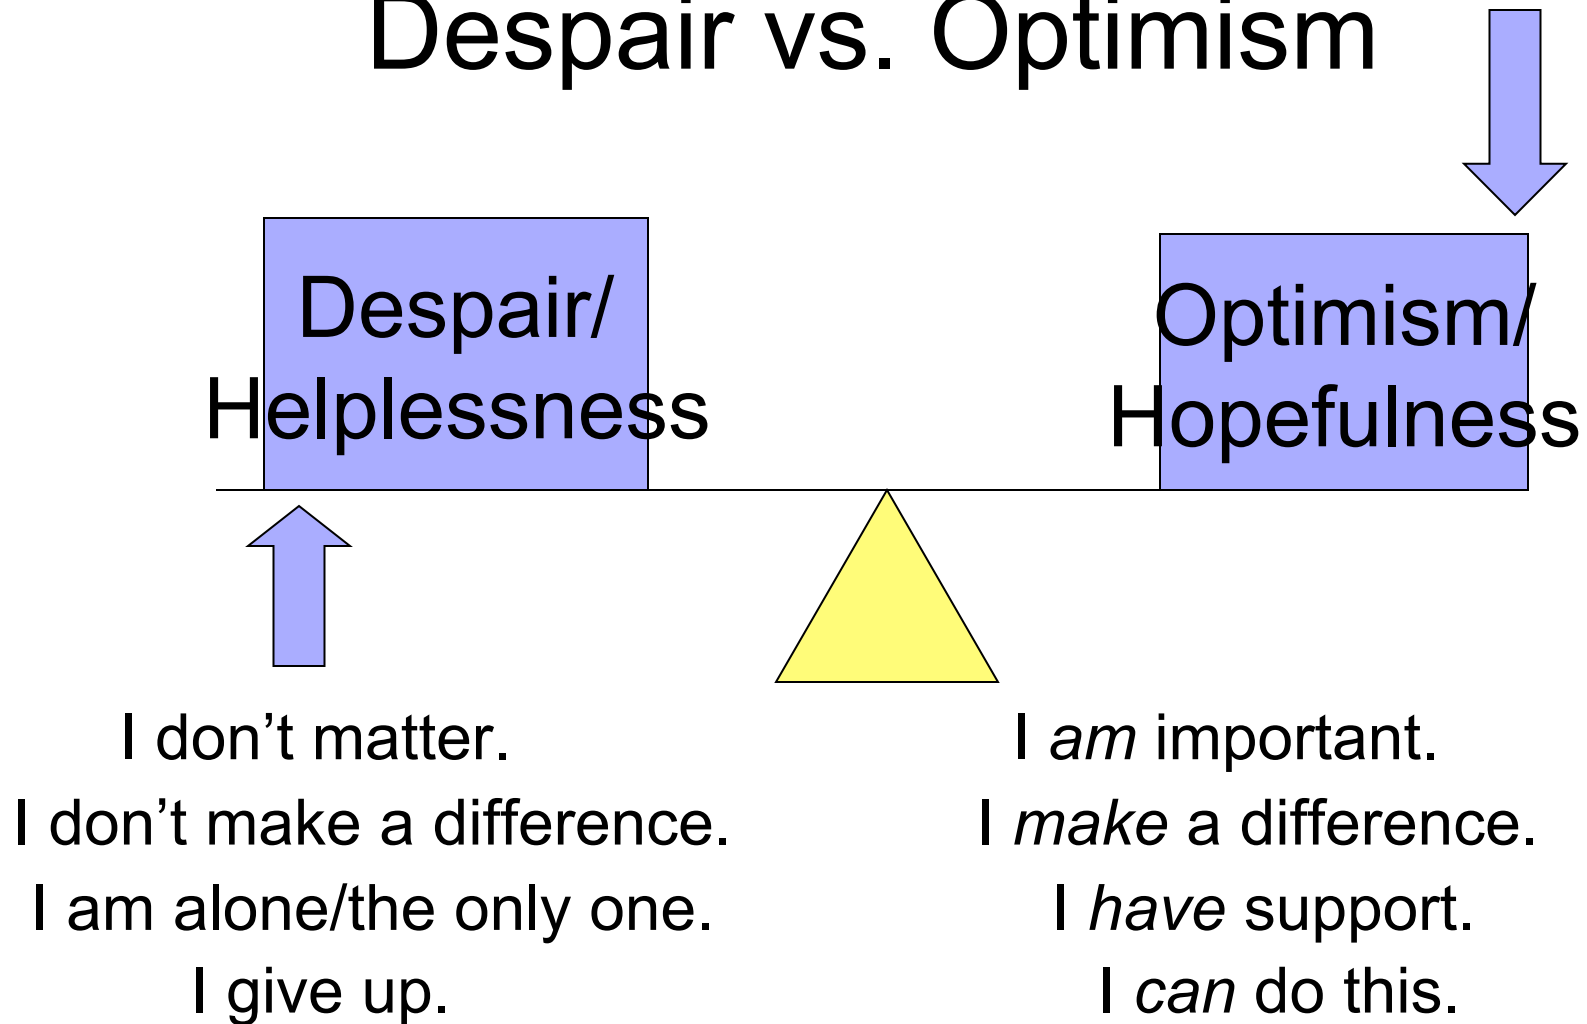 Despair vs. Optimism
Despair/
Helplessness
Optimism/
Hopefulness
I don’t matter.
I don’t make a difference.
I am alone/the only one.
I give up.
I am important.
I make a difference.
I have support.
I can do this.